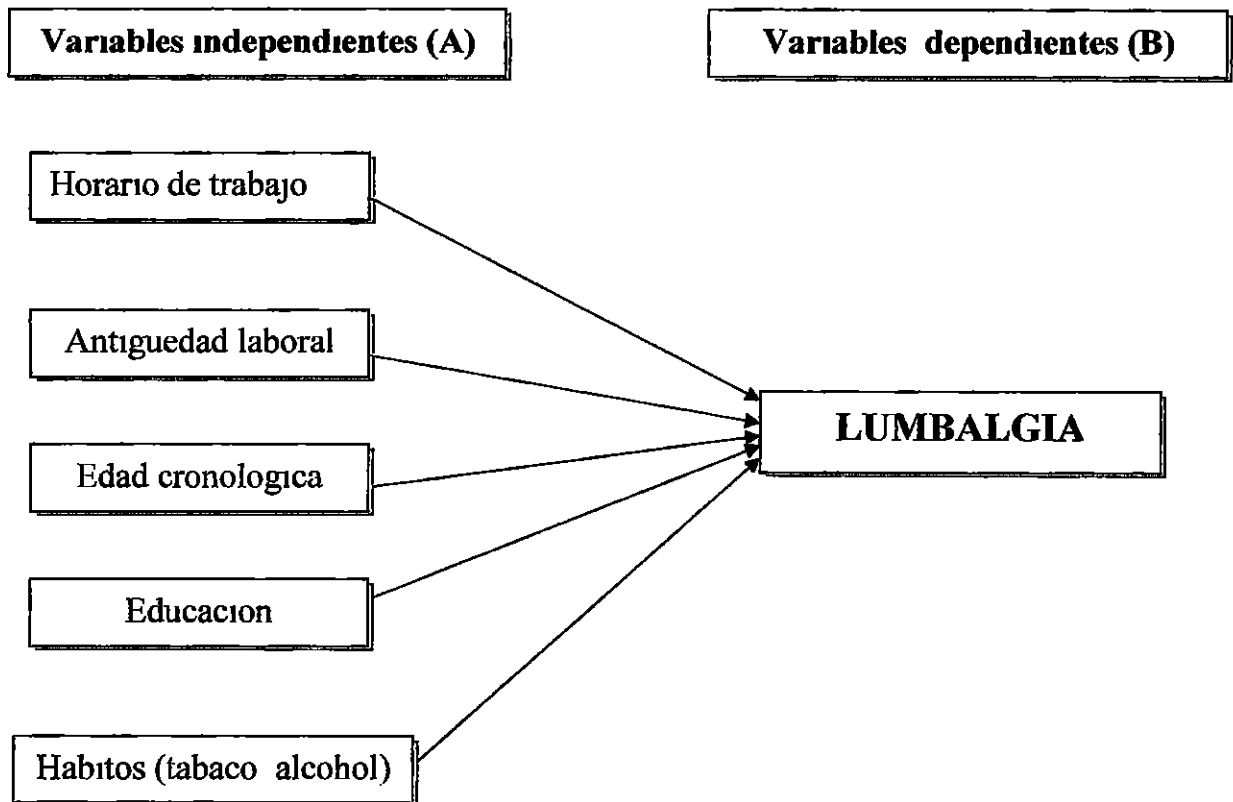 Variables independientes (A)
Variables dependientes (B)
Horario de trabajo
Antiguedad laboral
Edad cronologica
Educacion
Habitos (tabaco alcohol)
LUMBALGIA